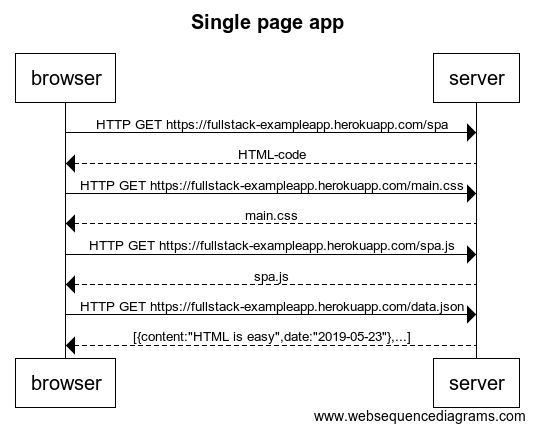 Single page app
browser server
HTTP GET https://fullstack-exampleapp.herokuapp.com/spa
HTML-code
HTTP GET https://fullstack-exampleapp.herokuapp.com/main.css
main.css
HTTP GET https://fullstack-exampleapp.herokuapp.com/spa.js
spa.js
HTTP GET https://fullstack-exampleapp.herokuapp.com/data.json
[{content:"HTML is easy",date:"2019-05-23"},...]
browser server
www.websequencediagrams.com